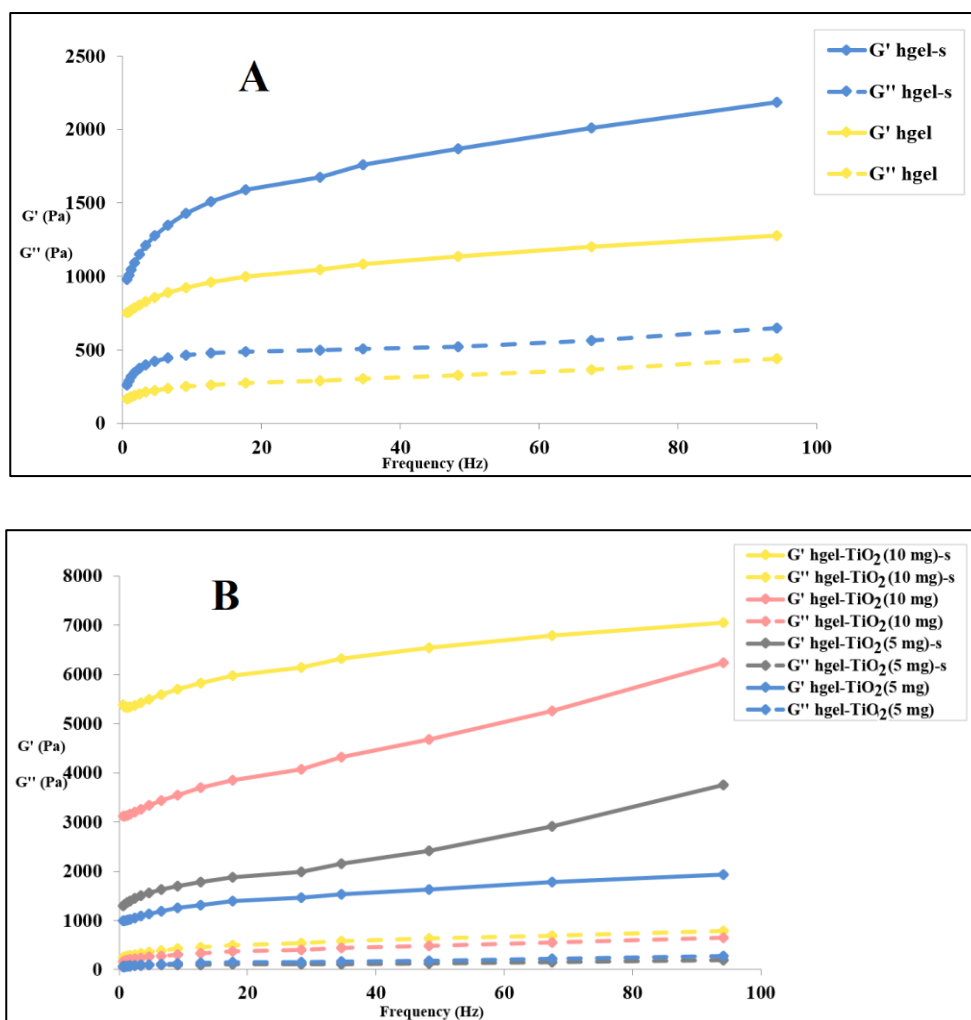 A
2500
2000
1500
G' (Pa)
G'' (Pa)
1000
500
0
0 20 40 60 80 100
Frequency (Hz)
G' hgel-s
G'' hgel-s
G' hgel
G'' hgel
B
8000
7000
6000
5000
G' (Pa)
G'' (Pa)
4000
3000
2000
1000
0
0 20 40 60 80 100
Frequency (Hz)
G' hgel-TiO2(10 mg)-s
G'' hgel-TiO2(10 mg)-s
G' hgel-TiO2(10 mg)
G'' hgel-TiO2(10 mg)
G' hgel-TiO2(5 mg)-s
G'' hgel-TiO2(5 mg)-s
G' hgel-TiO2(5 mg)
G'' hgel-TiO2(5 mg)